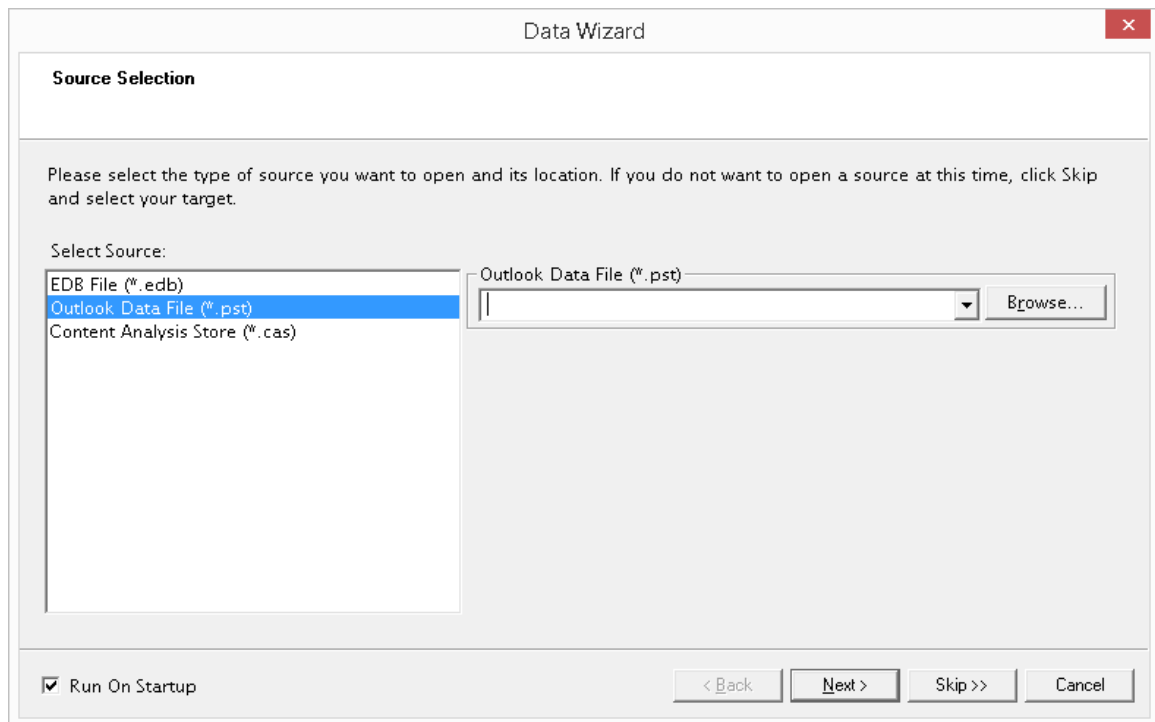 Data Wizard
Source Selection
Please select the type of source you want to open and its location. If you do not want to open a source at this time, click Skip
and select your target.
Select Source:
EDB File (*.edb)
Outlook Data File (*.pst)
Content Analysis Store (*.cas)
Outlook Data File (*.pst)
Browse...
Run On Startup
< Back
Next >
Skip >>
Cancel